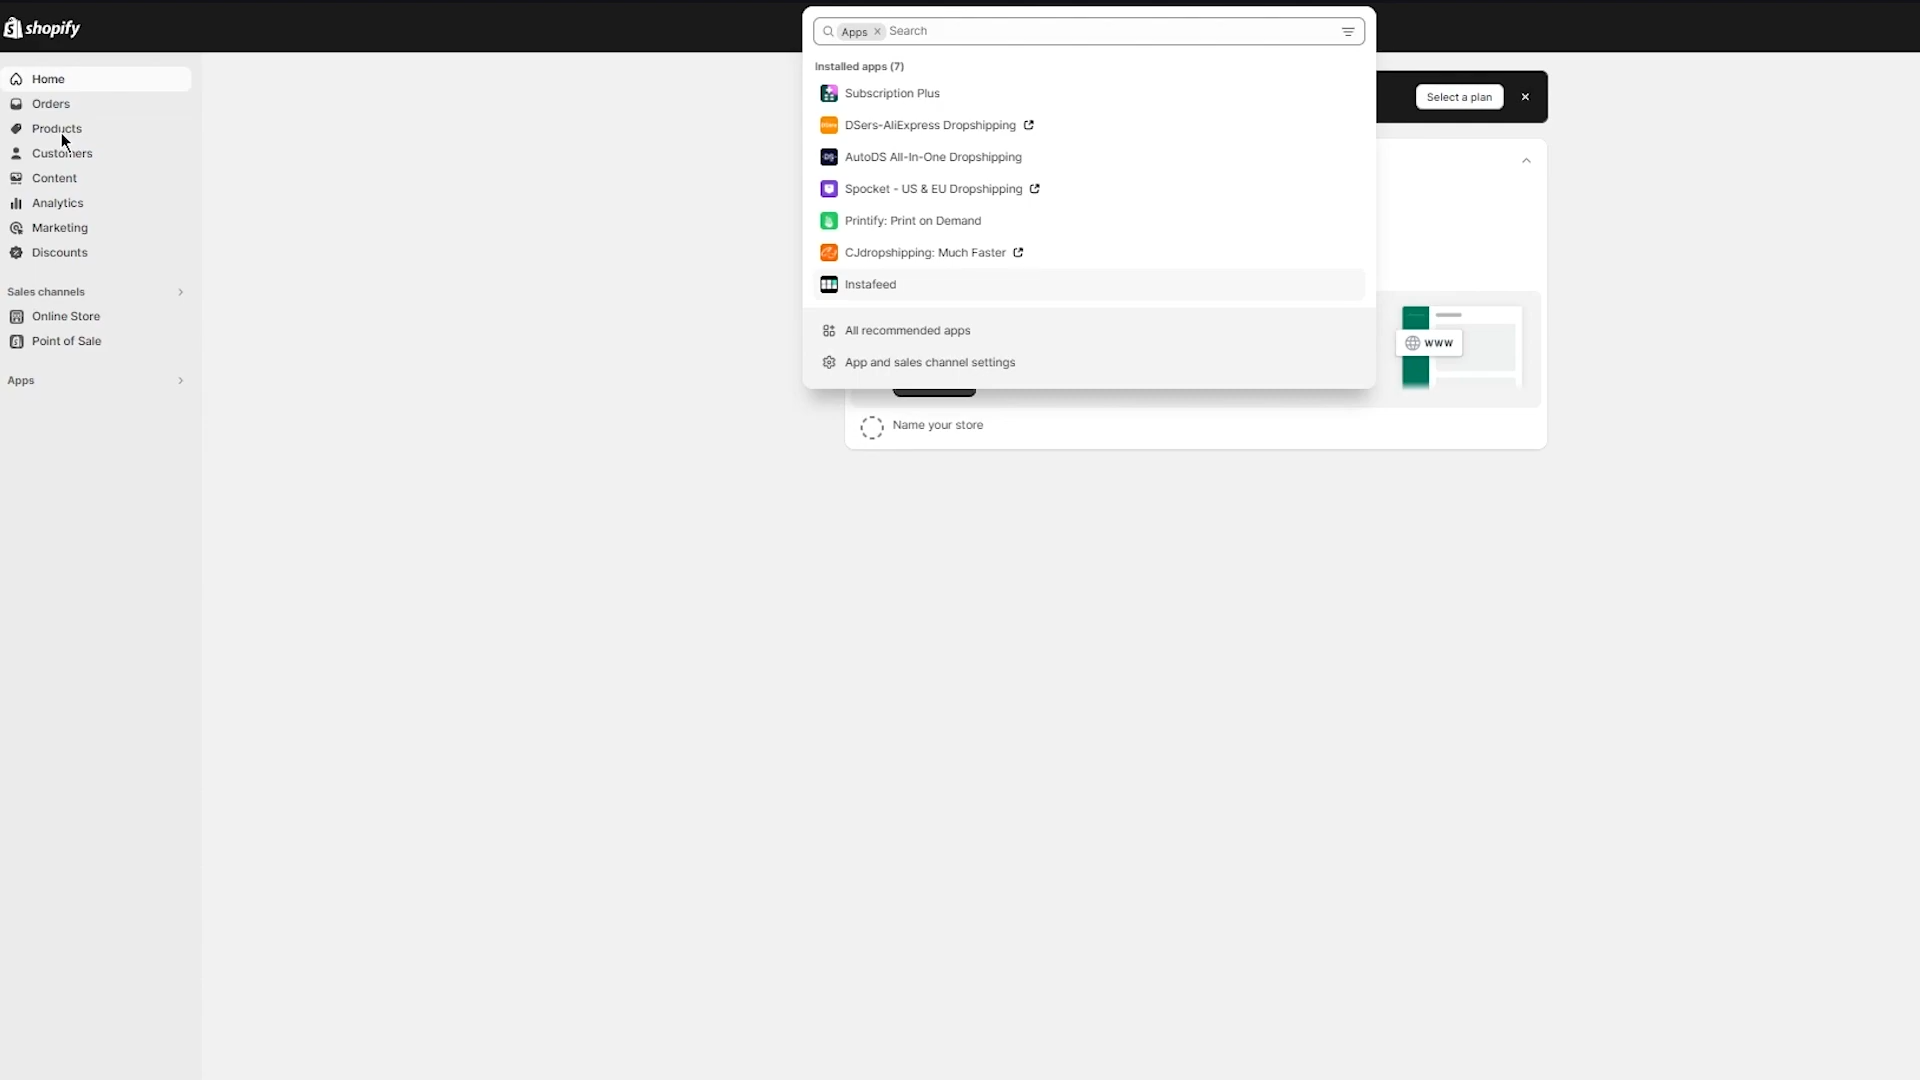 shopify
Home
Orders
Products
Customers
Content
Analytics
Marketing
Discounts
Sales channels
Online Store
Point of Sale
Apps
Apps × Search
Installed apps (7)
Subscription Plus
DSers-AliExpress Dropshipping
AutoDS All-In-One Dropshipping
Spocket - US & EU Dropshipping
Printify: Print on Demand
CJdropshipping: Much Faster
Instafeed
All recommended apps
App and sales channel settings
Select a plan
www
Name your store